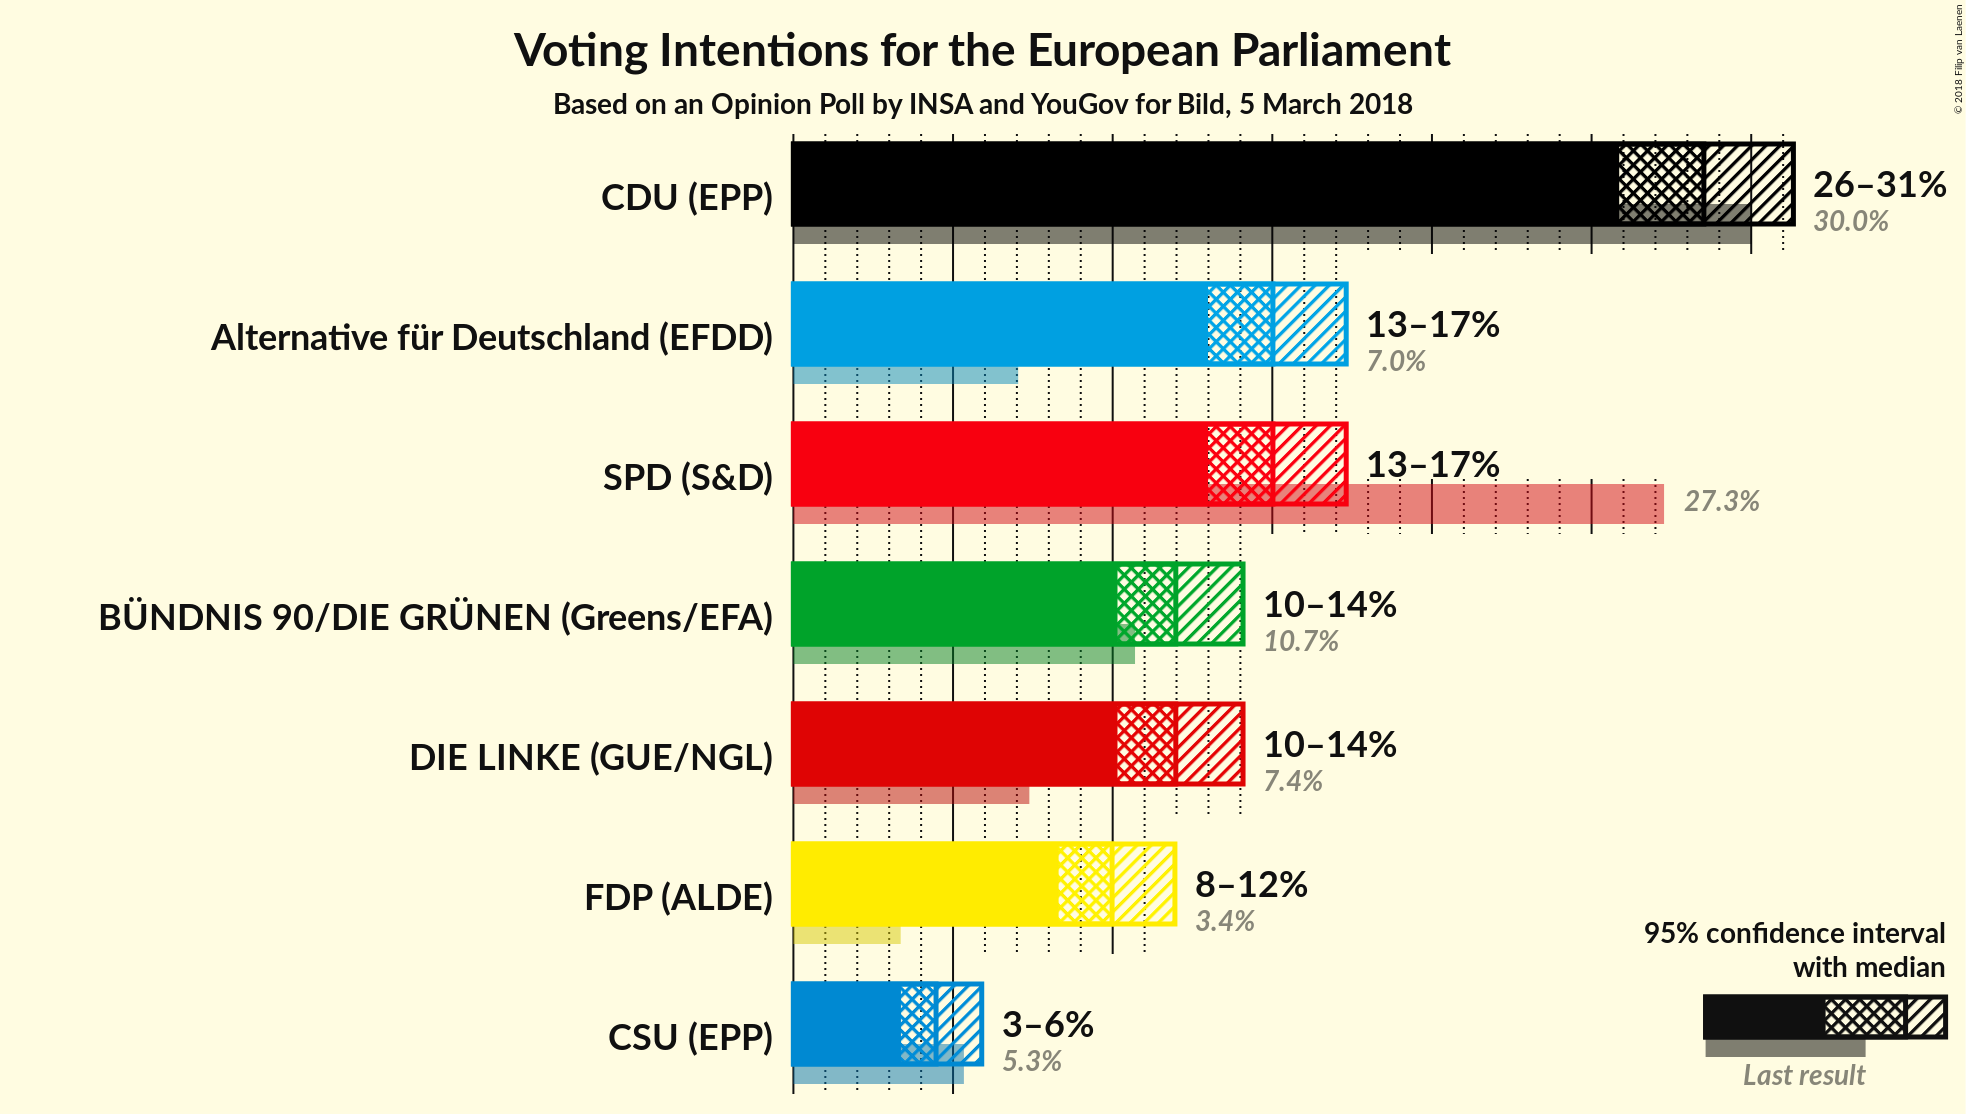 Voting Intentions for the European Parliament
Based on an Opinion Poll by INSA and YouGov for Bild, 5 March 2018
© 2018 Filip van Laenen
CDU (EPP)
26–31%
30.0%
Alternative für Deutschland (EFDD)
13–17%
7.0%
SPD (S&D)
13–17%
27.3%
BÜNDNIS 90/DIE GRÜNEN (Greens/EFA)
10–14%
10.7%
DIE LINKE (GUE/NGL)
10–14%
7.4%
FDP (ALDE)
8–12%
3.4%
CSU (EPP)
3–6%
5.3%
95% confidence interval
with median
Last result